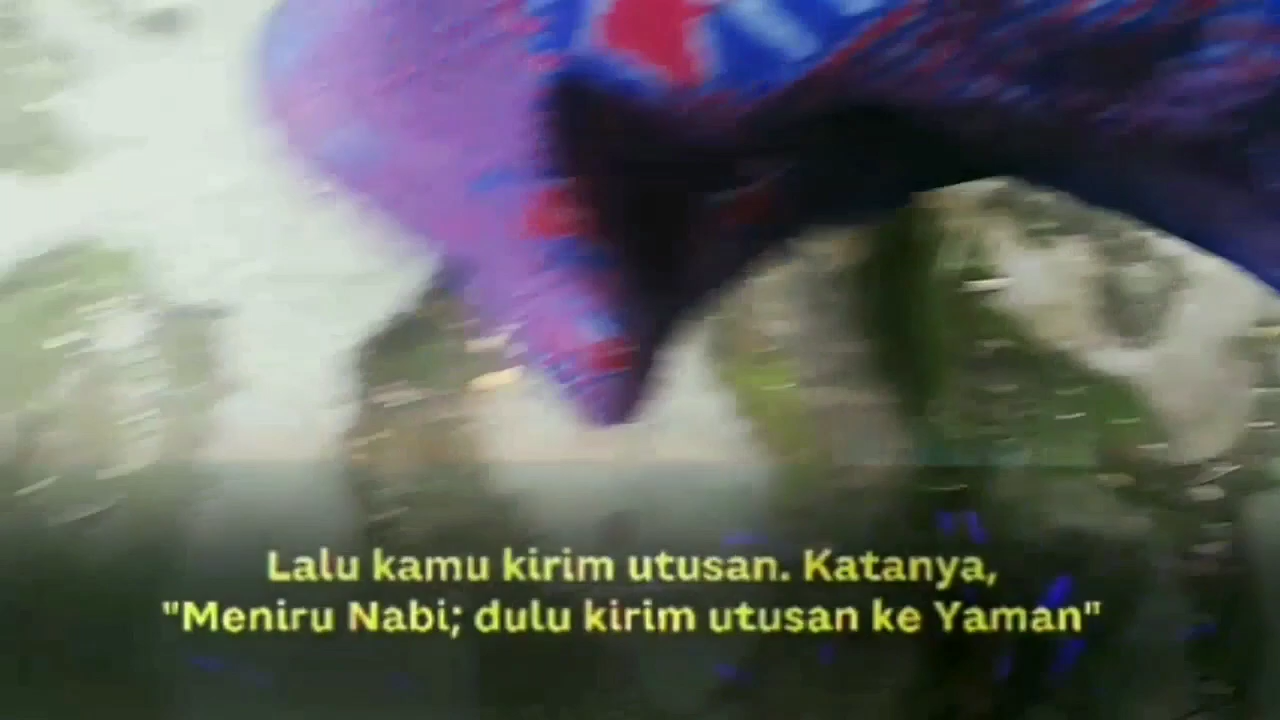 Lalu kamu kirim utusan. Katanya,
"Meniru Nabi; dulu kirim utusan ke Yaman"